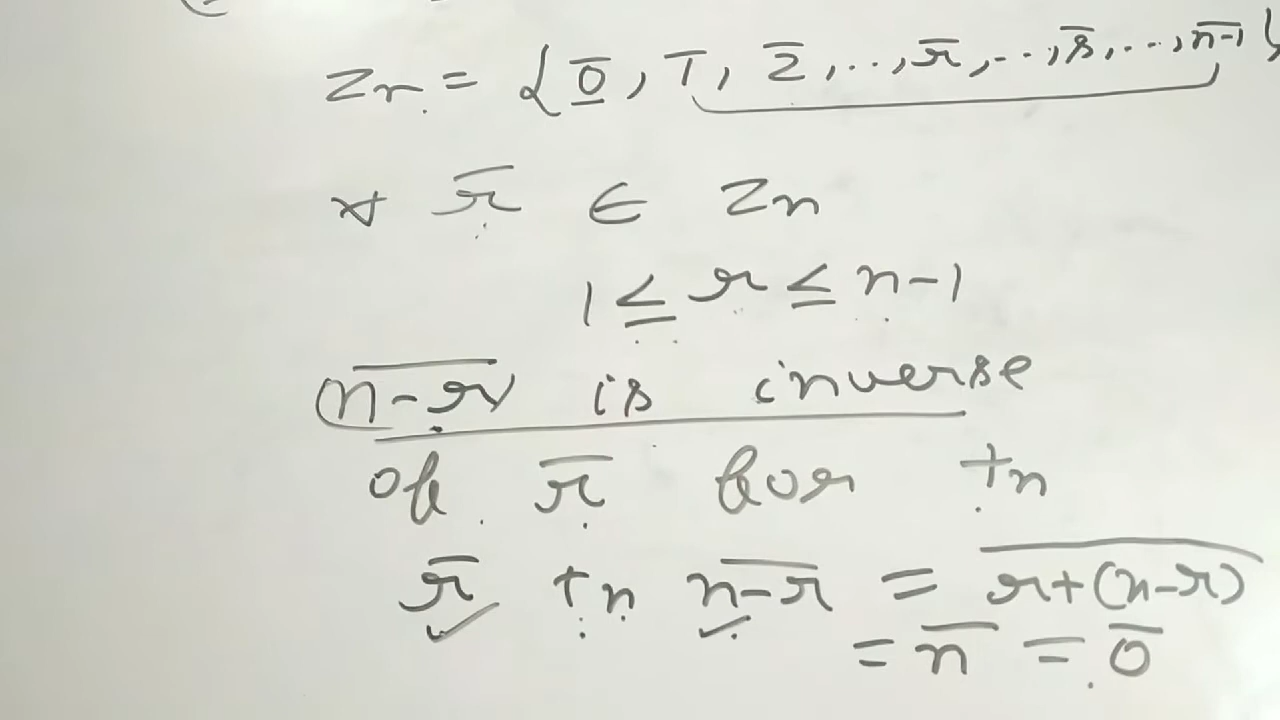 Zn = {0̅, 1̅, 2̅, .., r̅, .., s̅, .., n-1̅}
∀ r̅ ∈ Zn
1 ≤ r ≤ n-1
(n-r)̅ is inverse
of r̅ for +n
r̅ +n n-r̅ = r+(n-r)̅
= n̅ = 0̅